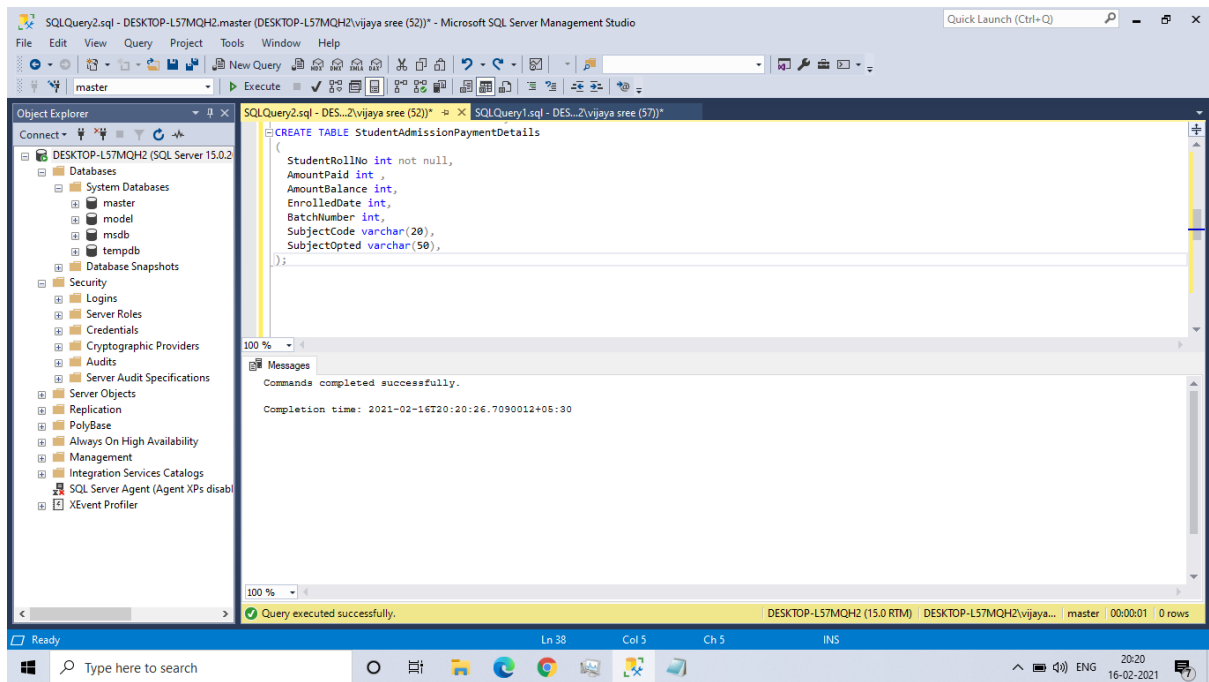 SQLQuery2.sql - DESKTOP-L57MQH2.master (DESKTOP-L57MQH2\vijaya sree (52))* - Microsoft SQL Server Management Studio
Quick Launch (Ctrl+Q)
File Edit View Query Project Tools Window Help
New Query
master
Execute
Object Explorer
SQLQuery2.sql - DES...2\vijaya sree (52))*
SQLQuery1.sql - DES...2\vijaya sree (57))*
Connect
DESKTOP-L57MQH2 (SQL Server 15.0.2
Databases
System Databases
master
model
msdb
tempdb
Database Snapshots
Security
Logins
Server Roles
Credentials
Cryptographic Providers
Audits
Server Audit Specifications
Server Objects
Replication
PolyBase
Always On High Availability
Management
Integration Services Catalogs
SQL Server Agent (Agent XPs disabl
XEvent Profiler
CREATE TABLE StudentAdmissionPaymentDetails
(
StudentRollNo int not null,
AmountPaid int ,
AmountBalance int,
EnrolledDate int,
BatchNumber int,
SubjectCode varchar(20),
SubjectOpted varchar(50),
);
100 %
Messages
Commands completed successfully.
Completion time: 2021-02-16T20:20:26.7090012+05:30
100 %
Query executed successfully.
DESKTOP-L57MQH2 (15.0 RTM) DESKTOP-L57MQH2\vijaya... master 00:00:01 0 rows
Ready Ln 38 Col 5 Ch 5 INS
Type here to search
ENG
20:20
16-02-2021
7